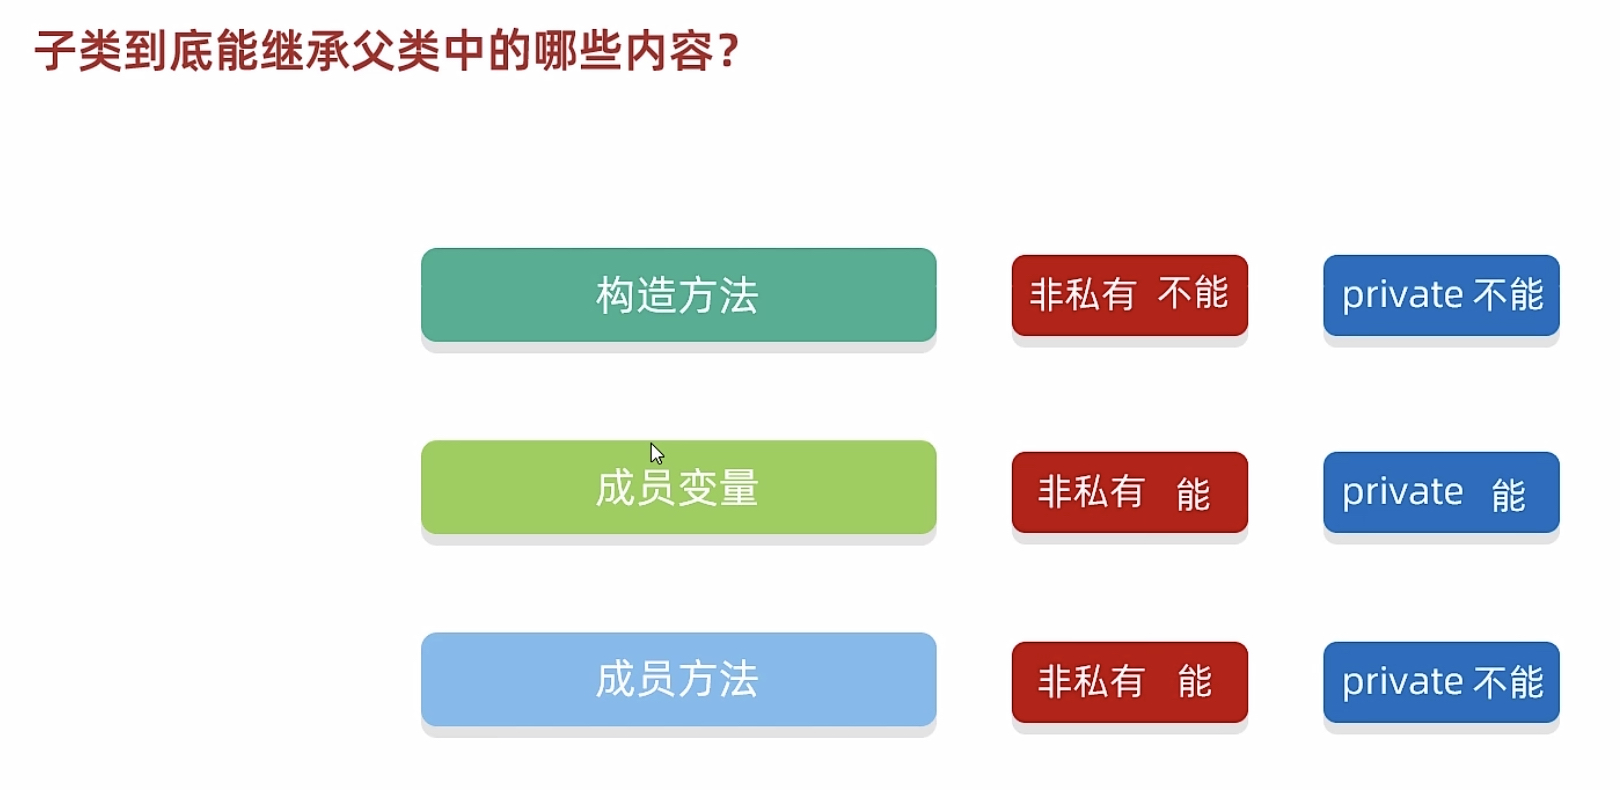 子类到底能继承父类中的哪些内容？
构造方法 非私有 不能 private 不能
成员变量 非私有 能 private 能
成员方法 非私有 能 private 不能